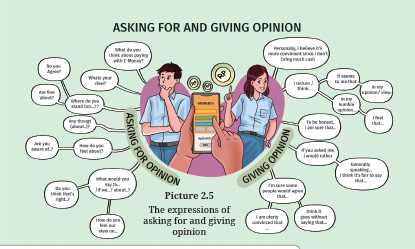 ASKING FOR AND GIVING OPINION
What do you
think about paying
with E-Money?
Do you
Agree?
Whats your
view?
Are fine
about?
Where do you
stand (on...) ?
Any though
(about..)?
Are you
aware of..?
How do you
feel about?
What would you
say to...
if we...? about..?
Do you
think that's
right..?
How do you
feel our
view on...
ASKING FOR OPINION
PAYMENTS
Personally, I believe it's
more convinient since I don't
bring much cash
I reckon /
think..
It seems
to me that
In my
opinion/ view
In my
humble
opinion..
I feel
that...
To be honest,
I am sure that..
If you asked me,
I would rather
Generally
speaking...
I think it's fair to say
that...
I'm sure some
people would agree
that...
I am uterly
convinced that
...
think it
goes without
saying that...
GIVING OPINION
Picture 2.5
The expressions of
asking for and giving
opinion